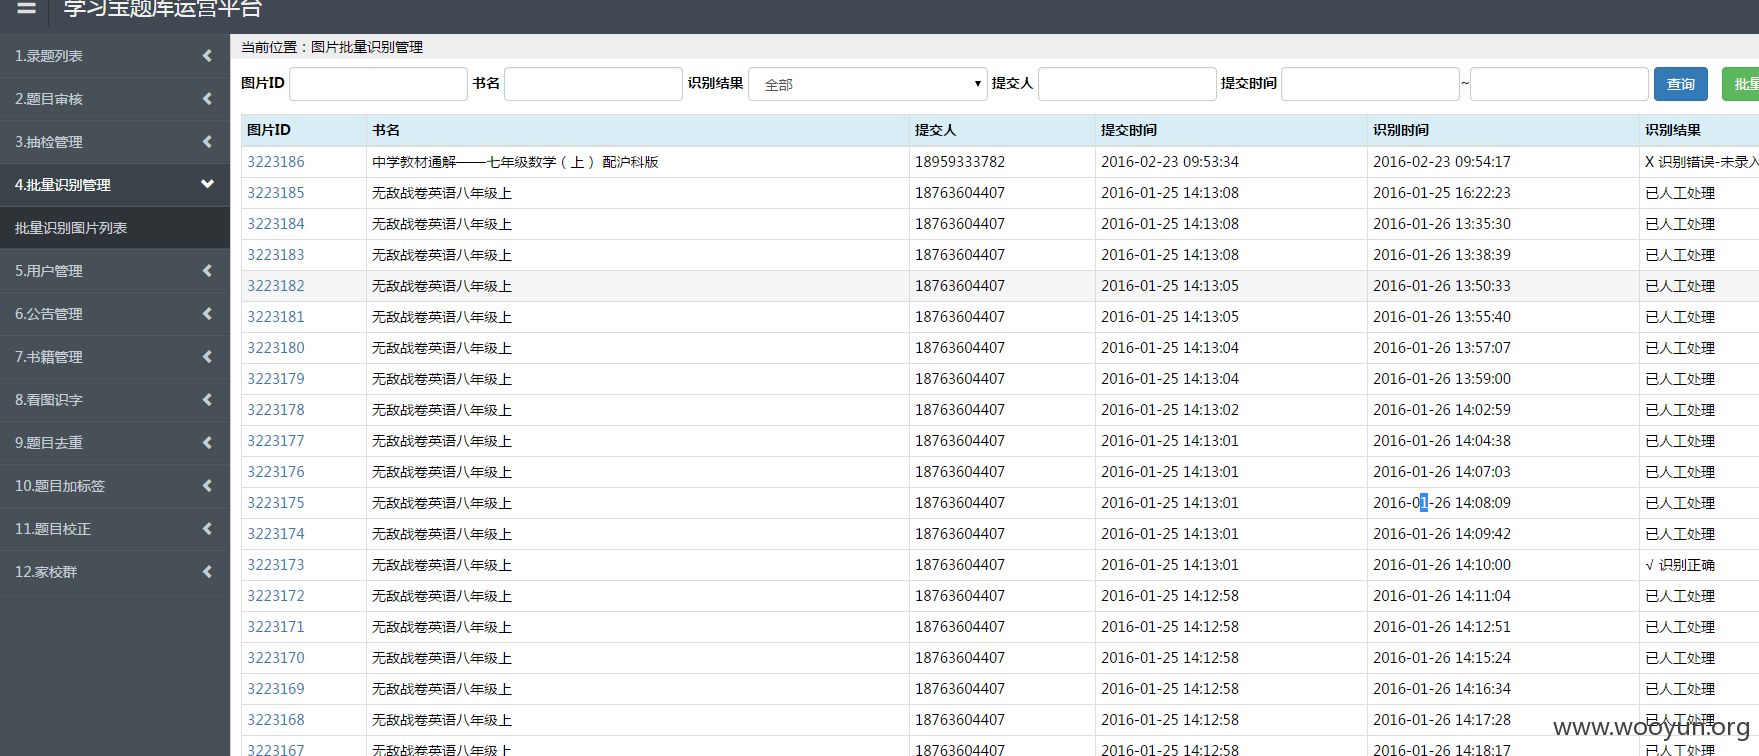 学习宝题库运营平台
1.录题列表
2.题目审核
3.抽检管理
4.批量识别管理
批量识别图片列表
5.用户管理
6.公告管理
7.书籍管理
8.看图识字
9.题目去重
10.题目加标签
11.题目校正
12.家校群
当前位置：图片批量识别管理
图片ID 书名 识别结果 全部 提交人 提交时间 ~ 查询 批量
图片ID 书名 提交人 提交时间 识别时间 识别结果
3223186 中学教材通解——七年级数学（上） 配沪科版 18959333782 2016-02-23 09:53:34 2016-02-23 09:54:17 X 识别错误-未录入
3223185 无敌战卷英语八年级上 18763604407 2016-01-25 14:13:08 2016-01-25 16:22:23 已人工处理
3223184 无敌战卷英语八年级上 18763604407 2016-01-25 14:13:08 2016-01-26 13:35:30 已人工处理
3223183 无敌战卷英语八年级上 18763604407 2016-01-25 14:13:08 2016-01-26 13:38:39 已人工处理
3223182 无敌战卷英语八年级上 18763604407 2016-01-25 14:13:05 2016-01-26 13:50:33 已人工处理
3223181 无敌战卷英语八年级上 18763604407 2016-01-25 14:13:05 2016-01-26 13:55:40 已人工处理
3223180 无敌战卷英语八年级上 18763604407 2016-01-25 14:13:04 2016-01-26 13:57:07 已人工处理
3223179 无敌战卷英语八年级上 18763604407 2016-01-25 14:13:04 2016-01-26 13:59:00 已人工处理
3223178 无敌战卷英语八年级上 18763604407 2016-01-25 14:13:02 2016-01-26 14:02:59 已人工处理
3223177 无敌战卷英语八年级上 18763604407 2016-01-25 14:13:01 2016-01-26 14:04:38 已人工处理
3223176 无敌战卷英语八年级上 18763604407 2016-01-25 14:13:01 2016-01-26 14:07:03 已人工处理
3223175 无敌战卷英语八年级上 18763604407 2016-01-25 14:13:01 2016-01-26 14:08:09 已人工处理
3223174 无敌战卷英语八年级上 18763604407 2016-01-25 14:13:01 2016-01-26 14:09:42 已人工处理
3223173 无敌战卷英语八年级上 18763604407 2016-01-25 14:13:01 2016-01-26 14:10:00 √ 识别正确
3223172 无敌战卷英语八年级上 18763604407 2016-01-25 14:12:58 2016-01-26 14:11:04 已人工处理
3223171 无敌战卷英语八年级上 18763604407 2016-01-25 14:12:58 2016-01-26 14:12:51 已人工处理
3223170 无敌战卷英语八年级上 18763604407 2016-01-25 14:12:58 2016-01-26 14:15:24 已人工处理
3223169 无敌战卷英语八年级上 18763604407 2016-01-25 14:12:58 2016-01-26 14:16:34 已人工处理
3223168 无敌战卷英语八年级上 18763604407 2016-01-25 14:12:58 2016-01-26 14:17:28 已人工处理
3223167 无敌战卷英语八年级上 18763604407 2016-01-25 14:12:58 2016-01-26 14:18:17 已人工处理
www.wooyun.org